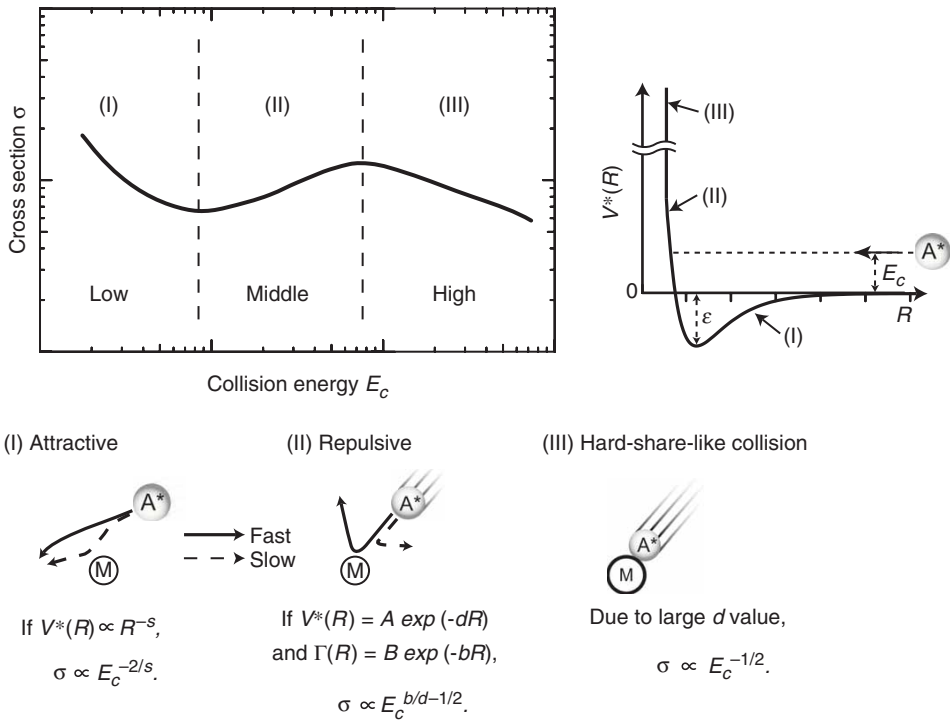 Cross section σ
(I)
(II)
(III)
Low
Middle
High
Collision energy E_c
V*(R)
(III)
(II)
A*
E_c
0
ε
R
(I)
(I) Attractive
(II) Repulsive
(III) Hard-share-like collision
A*
M
Fast
Slow
A*
M
A*
M
If V*(R) ∝ R^{-s},
σ ∝ E_c^{-2/s}.
If V*(R) = A exp (-dR)
and Γ(R) = B exp (-bR),
σ ∝ E_c^{b/d–1/2}.
Due to large d value,
σ ∝ E_c^{-1/2}.